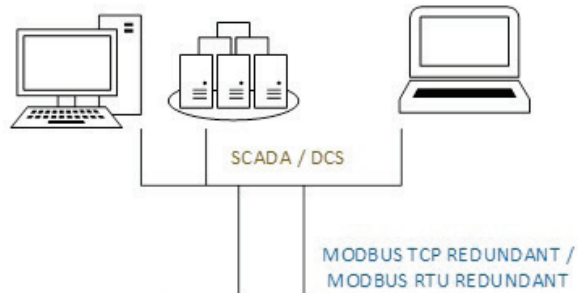 SCADA / DCS
MODBUS TCP REDUNDANT /
MODBUS RTU REDUNDANT